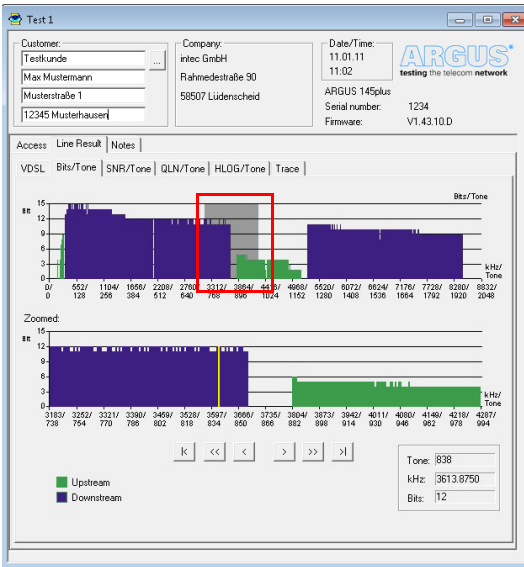 Test 1
Customer:
Testkunde
...
Max Mustermann
Musterstraße 1
12345 Musterhausen
Company:
intec GmbH
Rahmedestraße 90
58507 Lüdenscheid
Date/Time:
11.01.11
11:02
ARGUS 145plus
Serial number: 1234
Firmware: V1.43.10.D
ARGUS
testing the telecom network
Access Line Result Notes
VDSL Bits/Tone SNR/Tone QLN/Tone HLOG/Tone Trace
Bits/Tone
Bit
15
12
9
6
3
0
kHz/
Tone
0/ 552/ 1104/ 1656/ 2208/ 2760/ 3312/ 3864/ 4416/ 4968/ 5520/ 6072/ 6624/ 7176/ 7728/ 8280/ 8832/
0 128 256 384 512 640 768 896 1024 1152 1280 1408 1536 1664 1792 1920 2048
Zoomed:
Bit
15
12
9
6
3
0
kHz/
Tone
3183/ 3252/ 3321/ 3390/ 3459/ 3528/ 3597/ 3666/ 3735/ 3804/ 3873/ 3942/ 4011/ 4080/ 4149/ 4218/ 4287/
738 754 770 786 802 818 834 850 866 882 898 914 930 946 962 978 994
|< << < > >> >|
Upstream
Downstream
Tone: 838
kHz: 3613.8750
Bits: 12